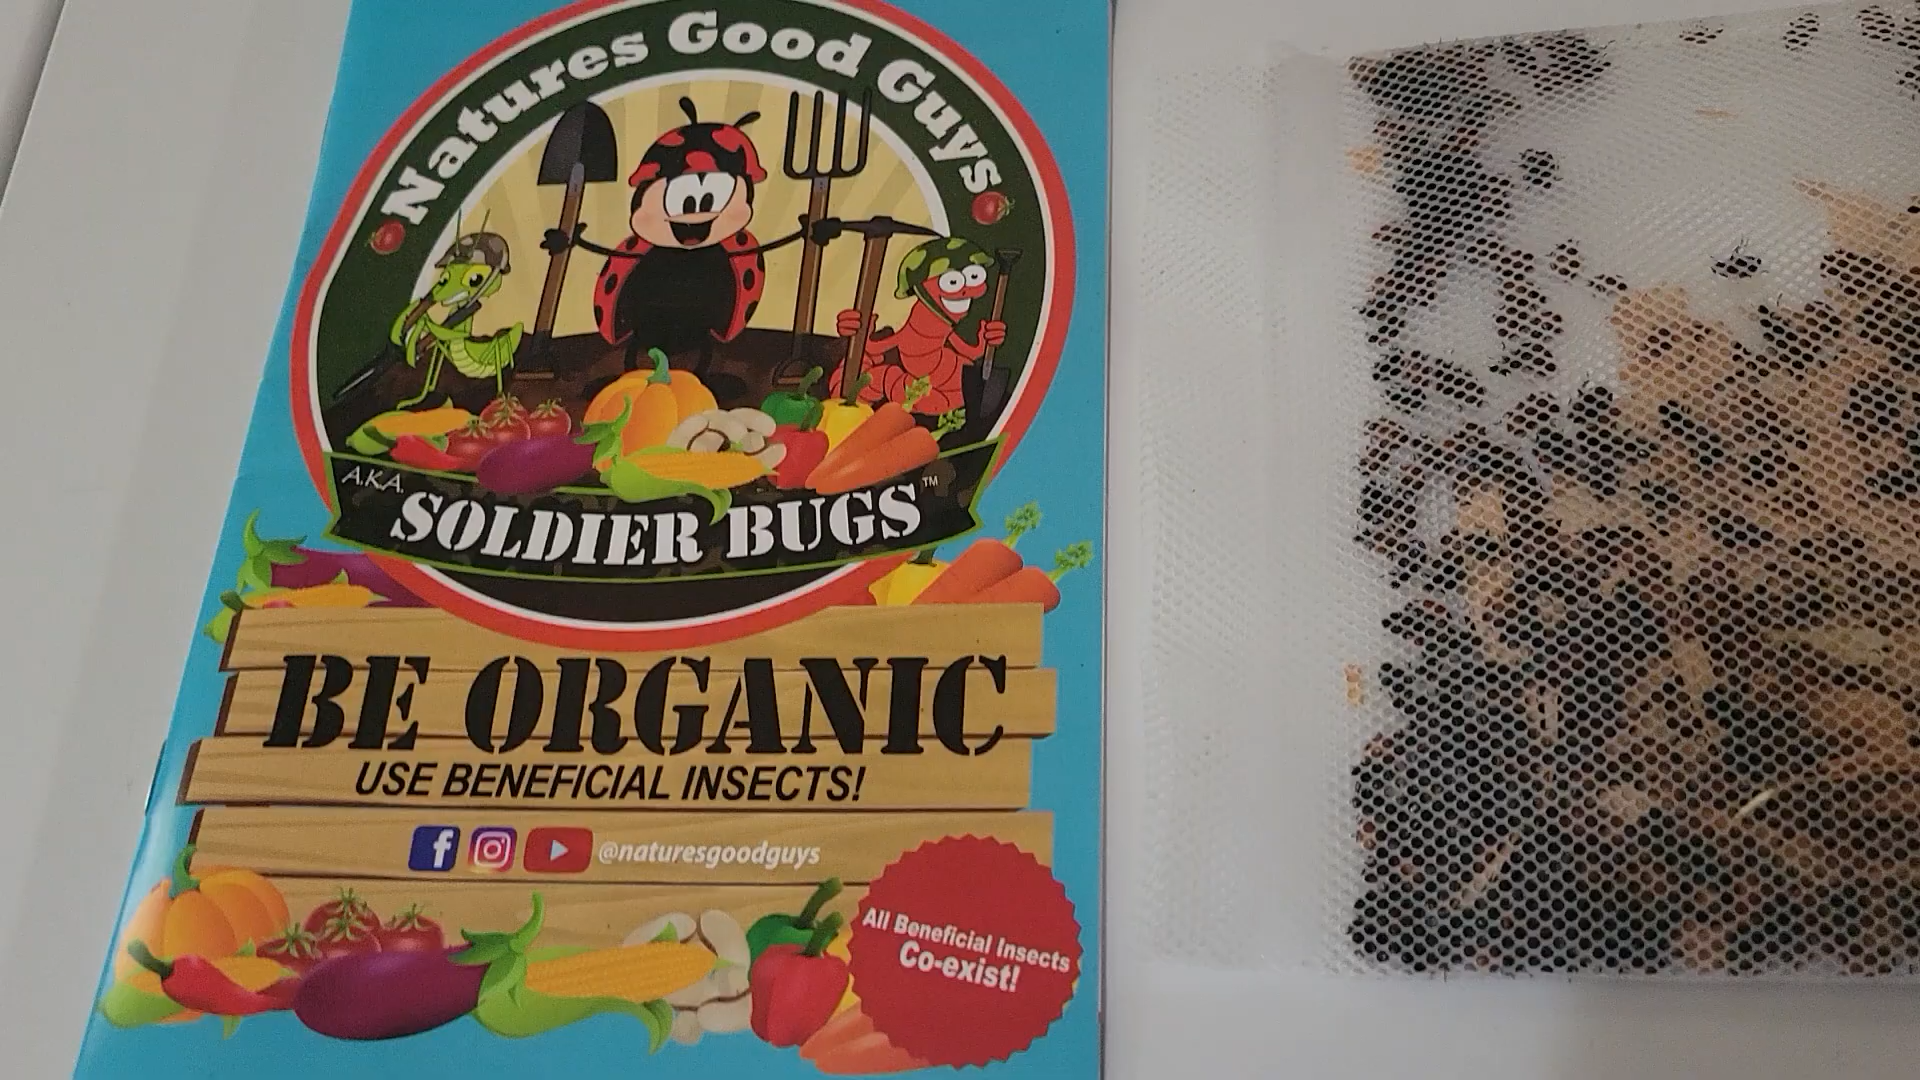 Natures Good Guys
A.K.A.
SOLDIER BUGS™
BE ORGANIC
USE BENEFICIAL INSECTS!
f @naturesgoodguys
All Beneficial Insects
Co-exist!